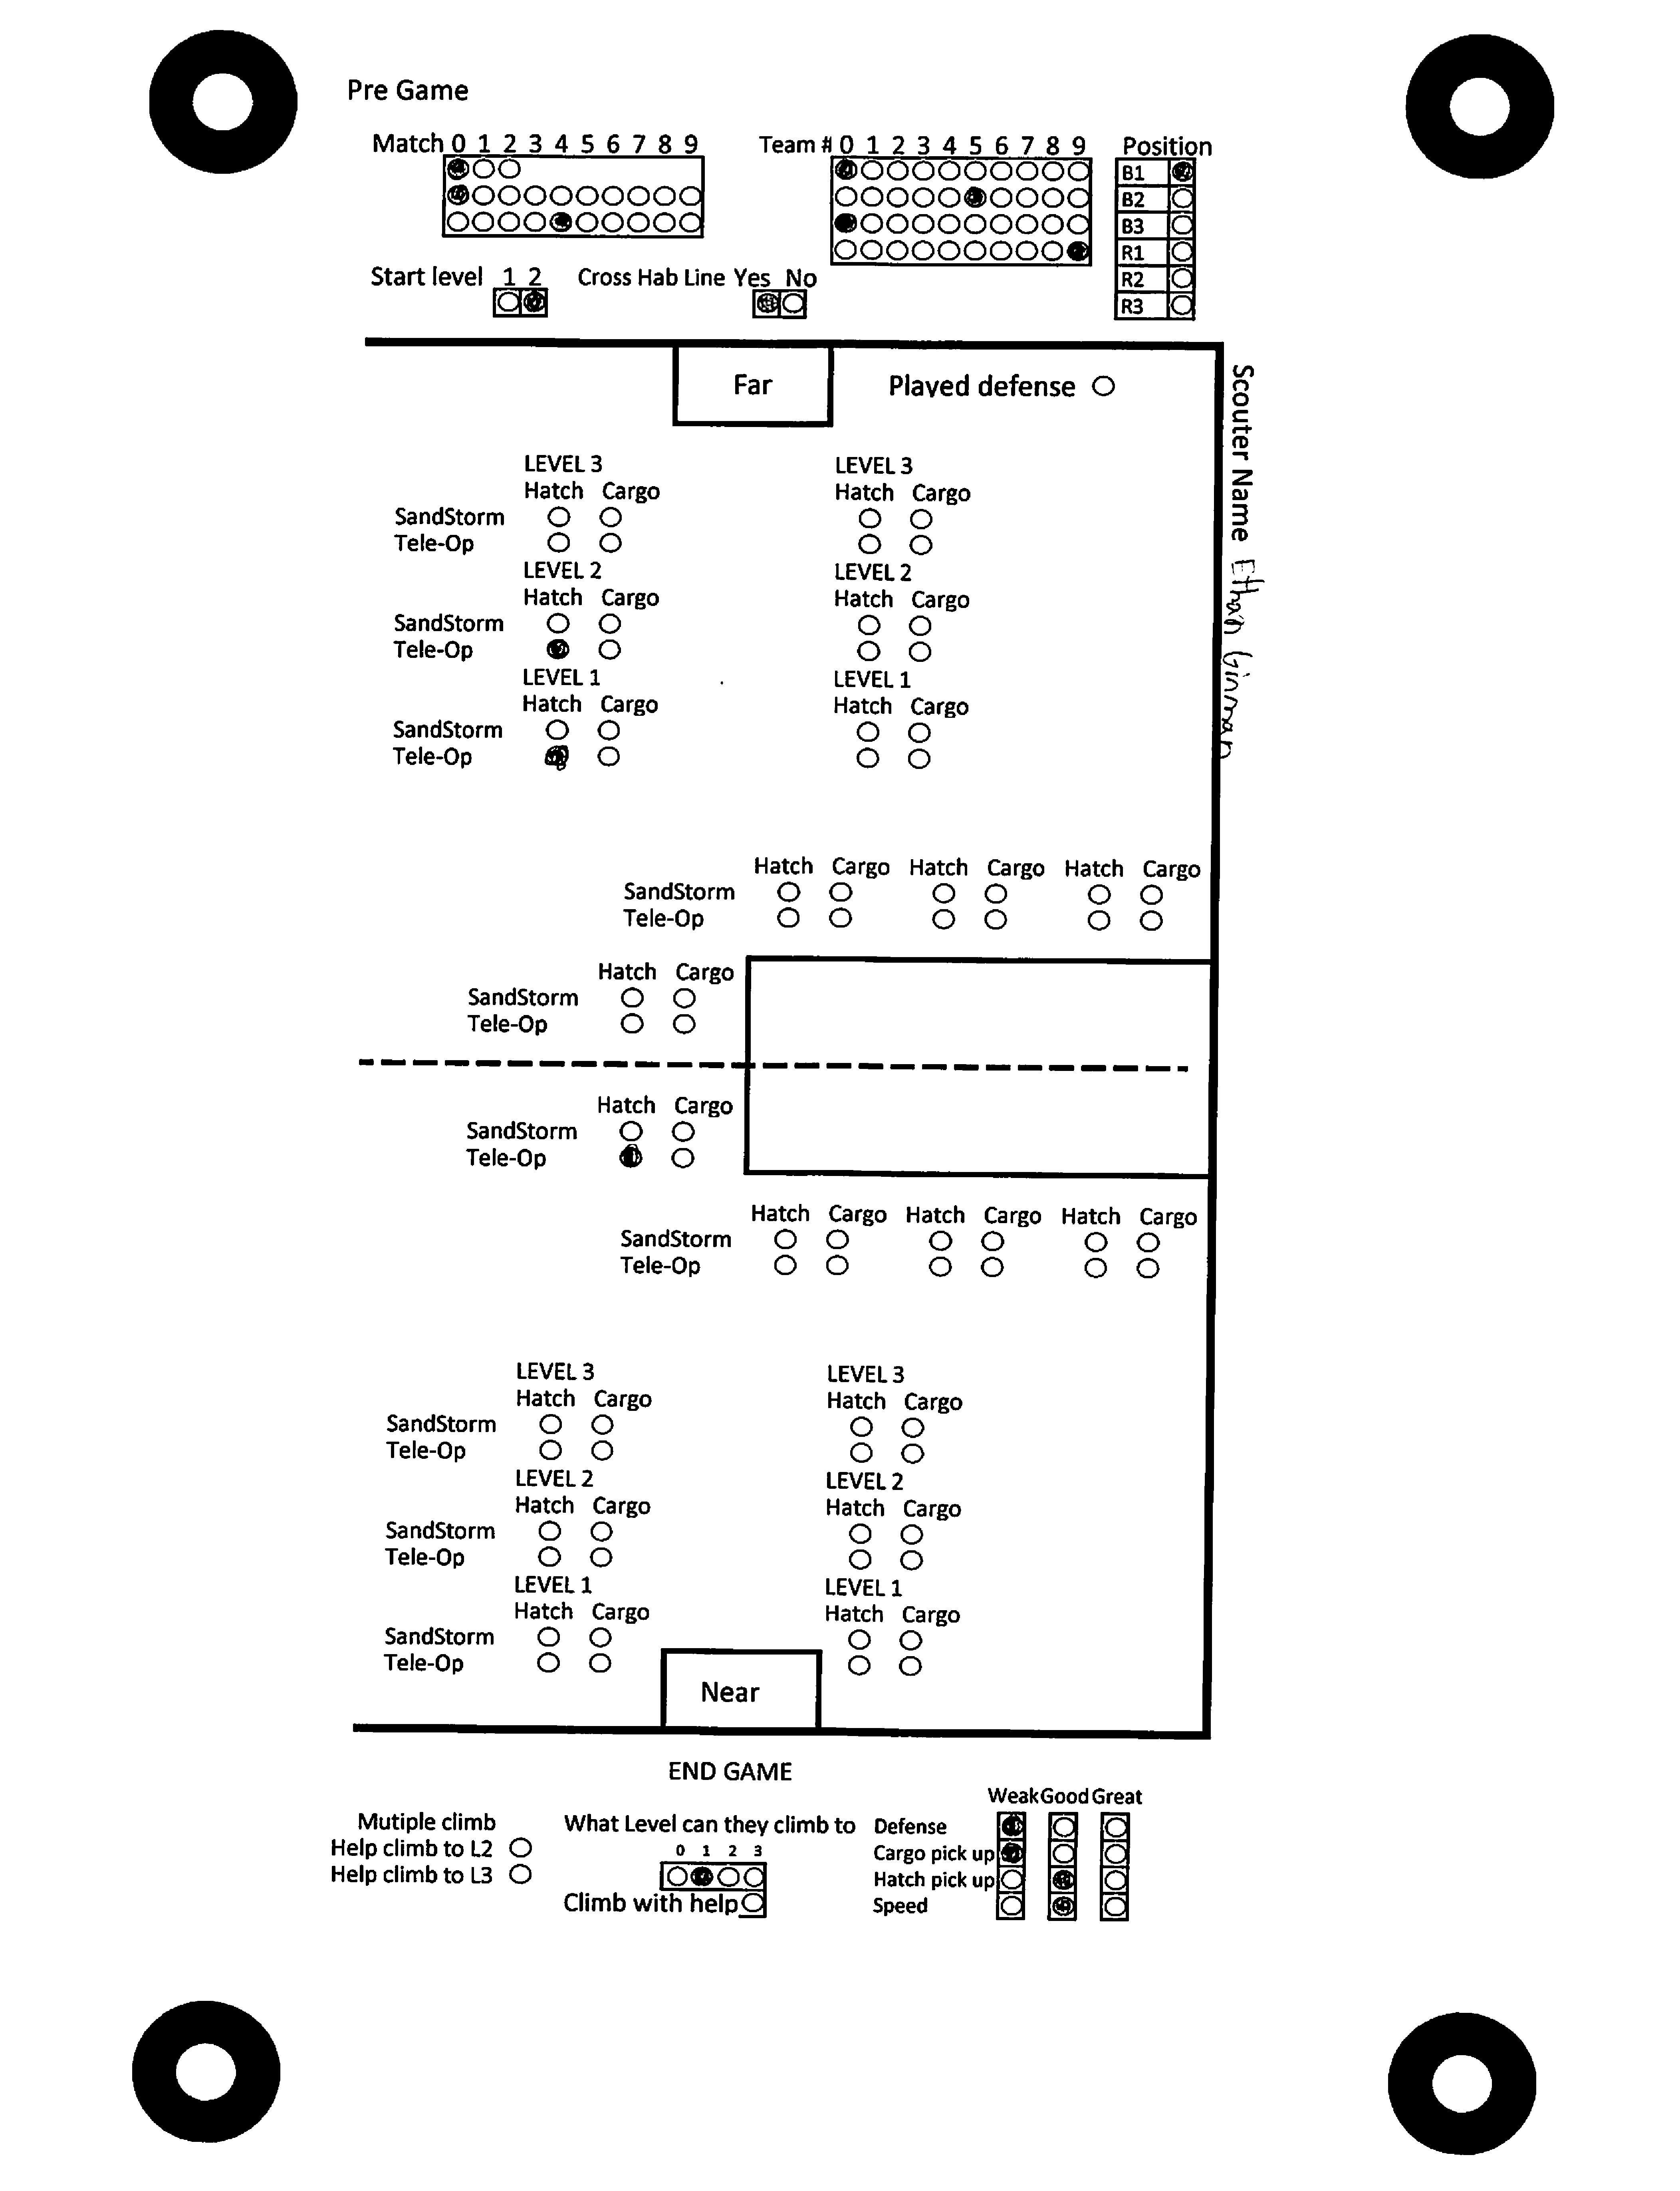 Pre Game
Match 0 1 2 3 4 5 6 7 8 9
Team # 0 1 2 3 4 5 6 7 8 9
Position
B1
B2
B3
R1
R2
R3
Start level 1 2
Cross Hab Line Yes No
Far
Played defense
Scouter Name Ethan Ginman
LEVEL 3 LEVEL 3
Hatch Cargo Hatch Cargo
SandStorm
Tele-Op
LEVEL 2 LEVEL 2
Hatch Cargo Hatch Cargo
SandStorm
Tele-Op
LEVEL 1 LEVEL 1
Hatch Cargo Hatch Cargo
SandStorm
Tele-Op
Hatch Cargo Hatch Cargo Hatch Cargo
SandStorm
Tele-Op
Hatch Cargo
SandStorm
Tele-Op
Hatch Cargo
SandStorm
Tele-Op
Hatch Cargo Hatch Cargo Hatch Cargo
SandStorm
Tele-Op
LEVEL 3 LEVEL 3
Hatch Cargo Hatch Cargo
SandStorm
Tele-Op
LEVEL 2 LEVEL 2
Hatch Cargo Hatch Cargo
SandStorm
Tele-Op
LEVEL 1 LEVEL 1
Hatch Cargo Hatch Cargo
SandStorm
Tele-Op
Near
END GAME
Mutiple climb
Help climb to L2
Help climb to L3
What Level can they climb to
0 1 2 3
Climb with help
Weak Good Great
Defense
Cargo pick up
Hatch pick up
Speed